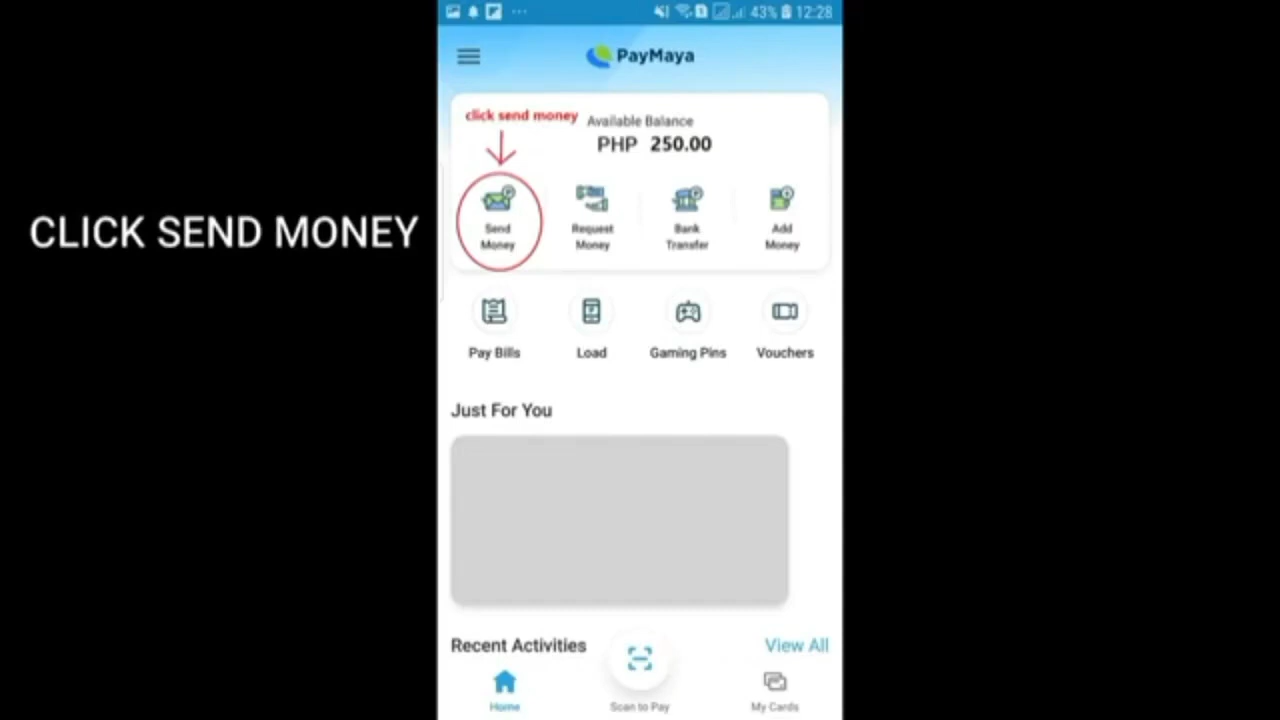 43% 12:28
PayMaya
click send money
Available Balance
PHP 250.00
CLICK SEND MONEY
Send Money
Request Money
Bank Transfer
Add Money
Pay Bills
Load
Gaming Pins
Vouchers
Just For You
Recent Activities
View All
Home
Scan to Pay
My Cards